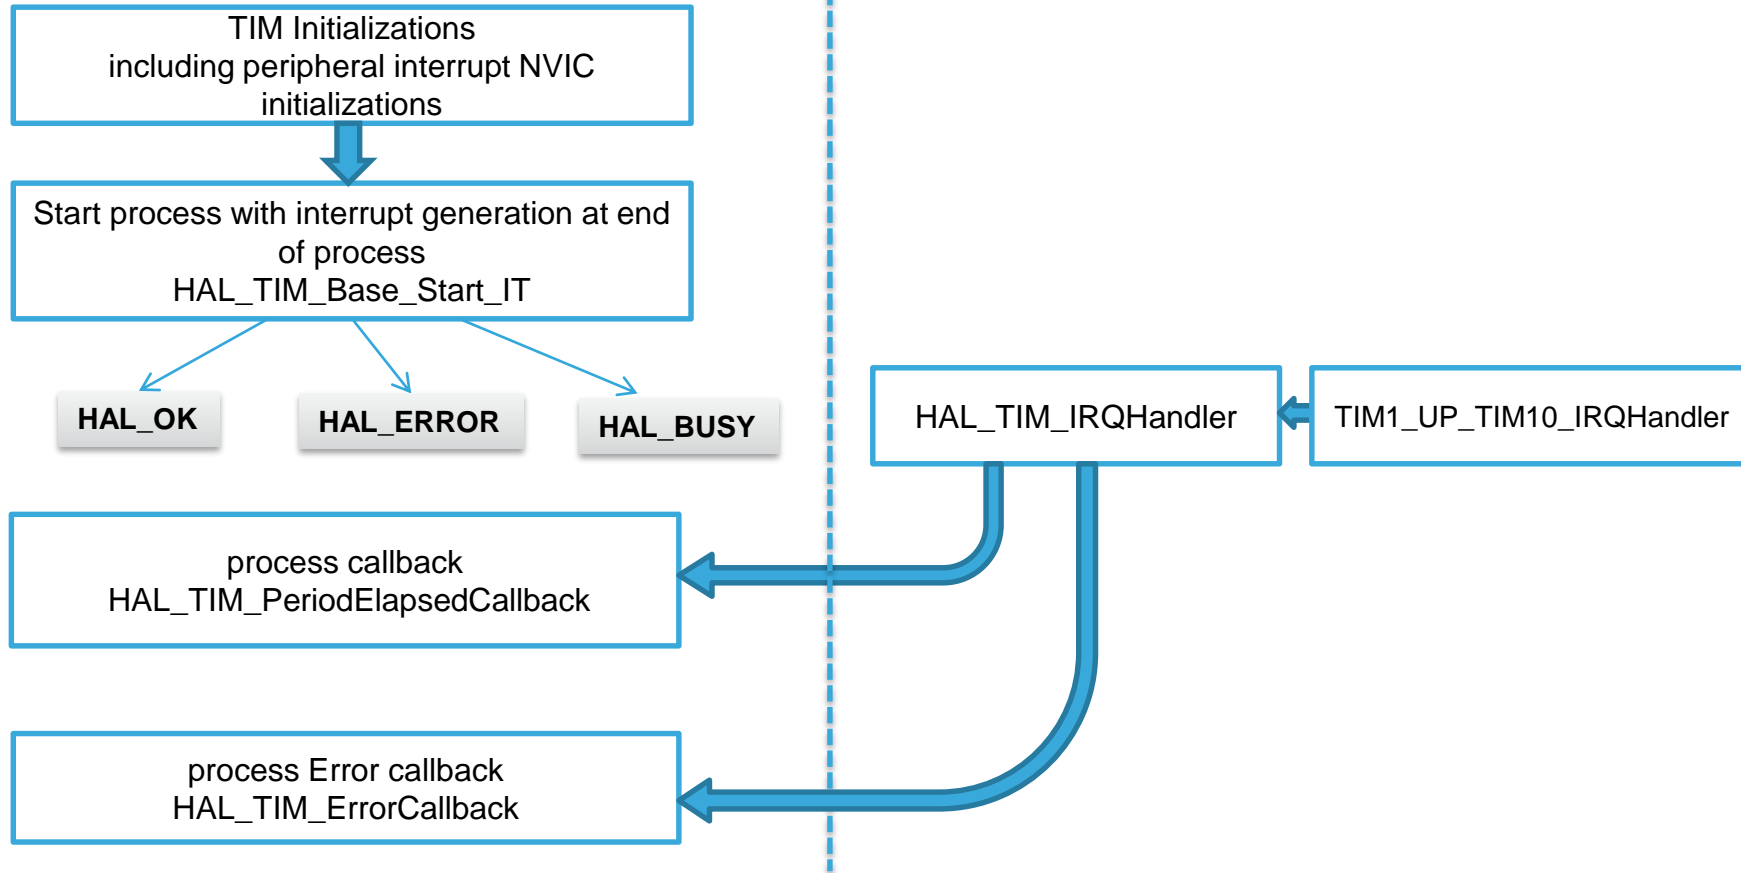 TIM Initializations
including peripheral interrupt NVIC
initializations
Start process with interrupt generation at end
of process
HAL_TIM_Base_Start_IT
HAL_OK
HAL_ERROR
HAL_BUSY
HAL_TIM_IRQHandler
TIM1_UP_TIM10_IRQHandler
process callback
HAL_TIM_PeriodElapsedCallback
process Error callback
HAL_TIM_ErrorCallback